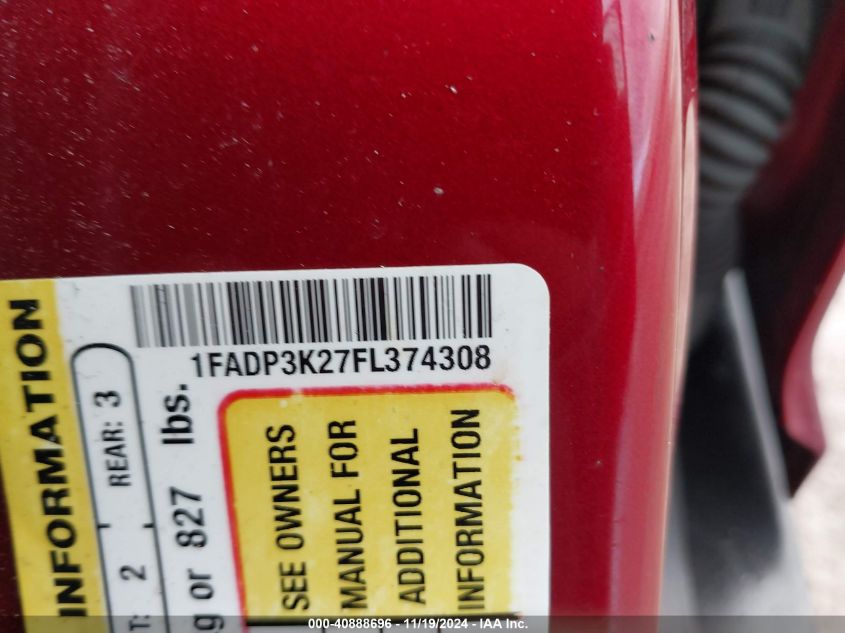 1FADP3K27FL374308
INFORMATION
T: 2 REAR: 3
g or 827 lbs.
SEE OWNERS
MANUAL FOR
ADDITIONAL
INFORMATION
000-40888696 - 11/19/2024 - IAA Inc.